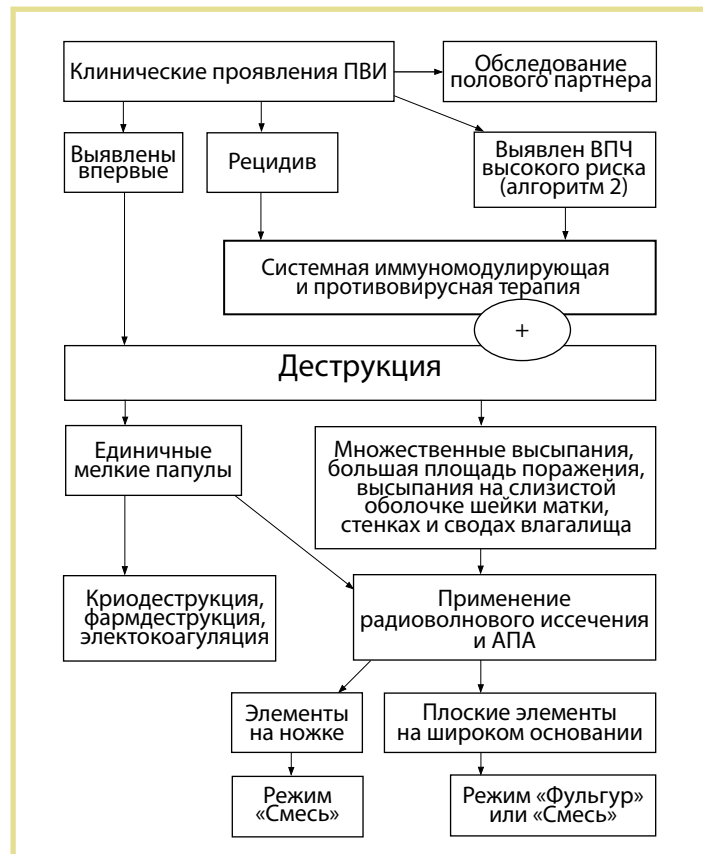 Клинические проявления ПВИ
Обследование
полового партнера
Выявлены
впервые
Рецидив
Выявлен ВПЧ
высокого риска
(алгоритм 2)
Системная иммуномодулирующая
и противовирусная терапия
+
Деструкция
Единичные
мелкие папулы
Множественные высыпания,
большая площадь поражения,
высыпания на слизистой
оболочке шейки матки,
стенках и сводах влагалища
Криодеструкция,
фармдеструкция,
электокоагуляция
Применение
радиоволнового иссечения
и АПА
Элементы
на ножке
Плоские элементы
на широком основании
Режим
«Смесь»
Режим «Фульгур»
или «Смесь»